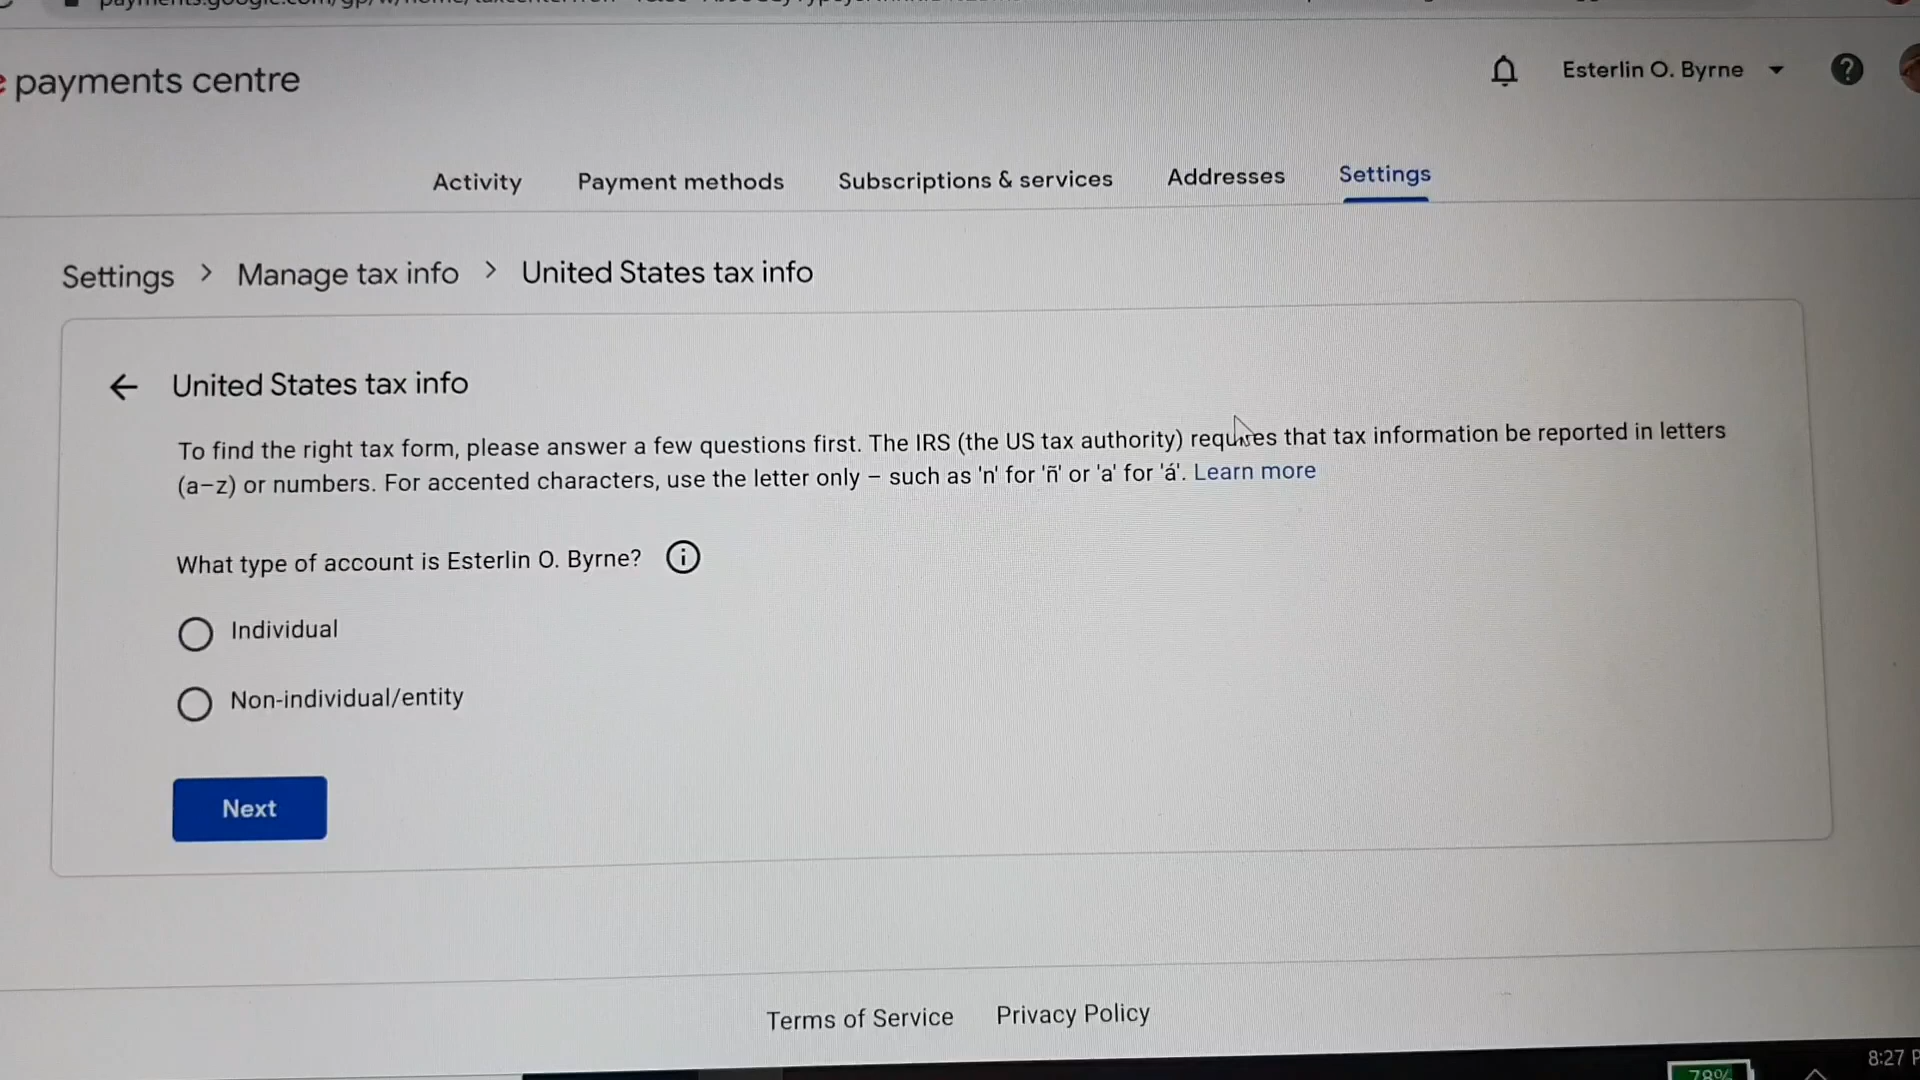 payments centre
Esterlin O. Byrne
Activity
Payment methods
Subscriptions & services
Addresses
Settings
Settings > Manage tax info > United States tax info
United States tax info
To find the right tax form, please answer a few questions first. The IRS (the US tax authority) requires that tax information be reported in letters
(a–z) or numbers. For accented characters, use the letter only – such as 'n' for 'ñ' or 'a' for 'á'. Learn more
What type of account is Esterlin O. Byrne?
Individual
Non-individual/entity
Next
Terms of Service
Privacy Policy
8:27 P
78%